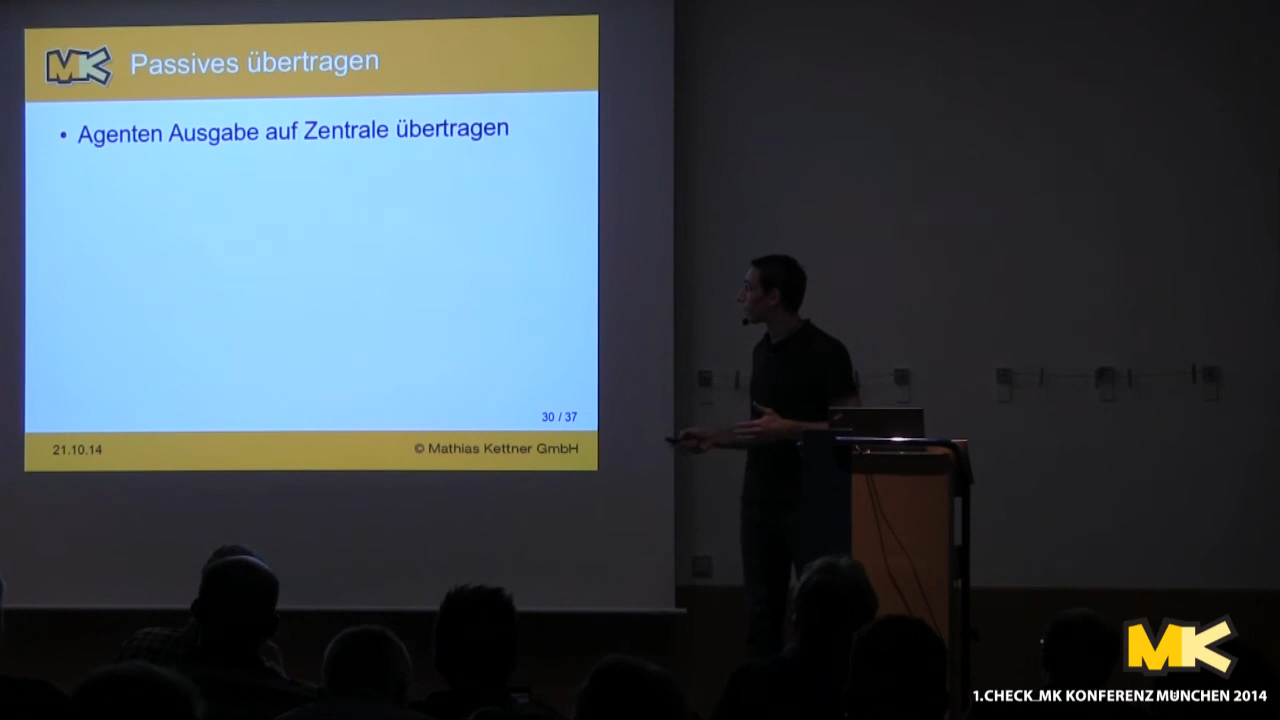 MK Passives übertragen
• Agenten Ausgabe auf Zentrale übertragen
30 / 37
21.10.14 © Mathias Kettner GmbH
MK
1.CHECK_MK KONFERENZ MÜNCHEN 2014